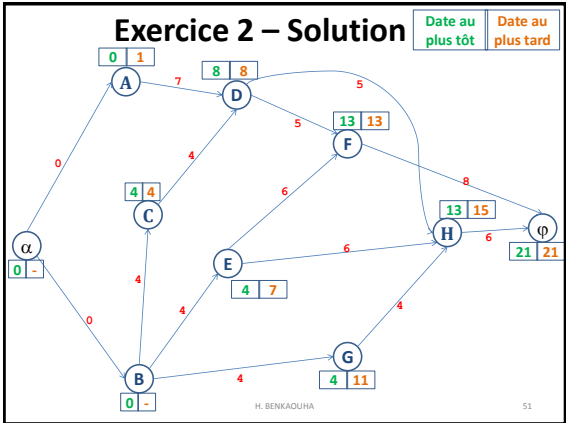 Exercice 2 – Solution
Date au plus tôt
Date au plus tard
0 1
A
7
8 8
D
5
5
13 13
F
0
4
6
8
4 4
C
13 15
H
6
φ
21 21
α
0 -
4
E
4 7
6
4
0
4
G
4 11
4
B
0 -
H. BENKAOUHA
51